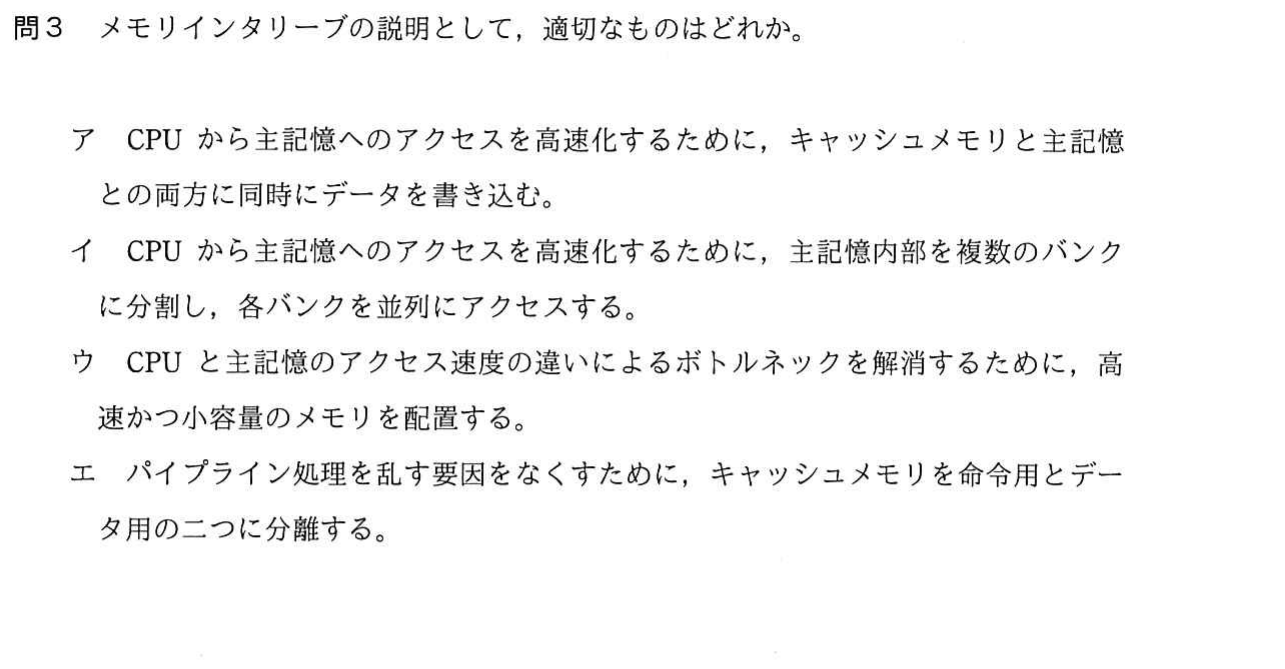 問3 メモリインタリーブの説明として，適切なものはどれか。
ア CPU から主記憶へのアクセスを高速化するために，キャッシュメモリと主記憶
との両方に同時にデータを書き込む。
イ CPU から主記憶へのアクセスを高速化するために，主記憶内部を複数のバンク
に分割し，各バンクを並列にアクセスする。
ウ CPU と主記憶のアクセス速度の違いによるボトルネックを解消するために，高
速かつ小容量のメモリを配置する。
エ パイプライン処理を乱す要因をなくすために，キャッシュメモリを命令用とデー
タ用の二つに分離する。